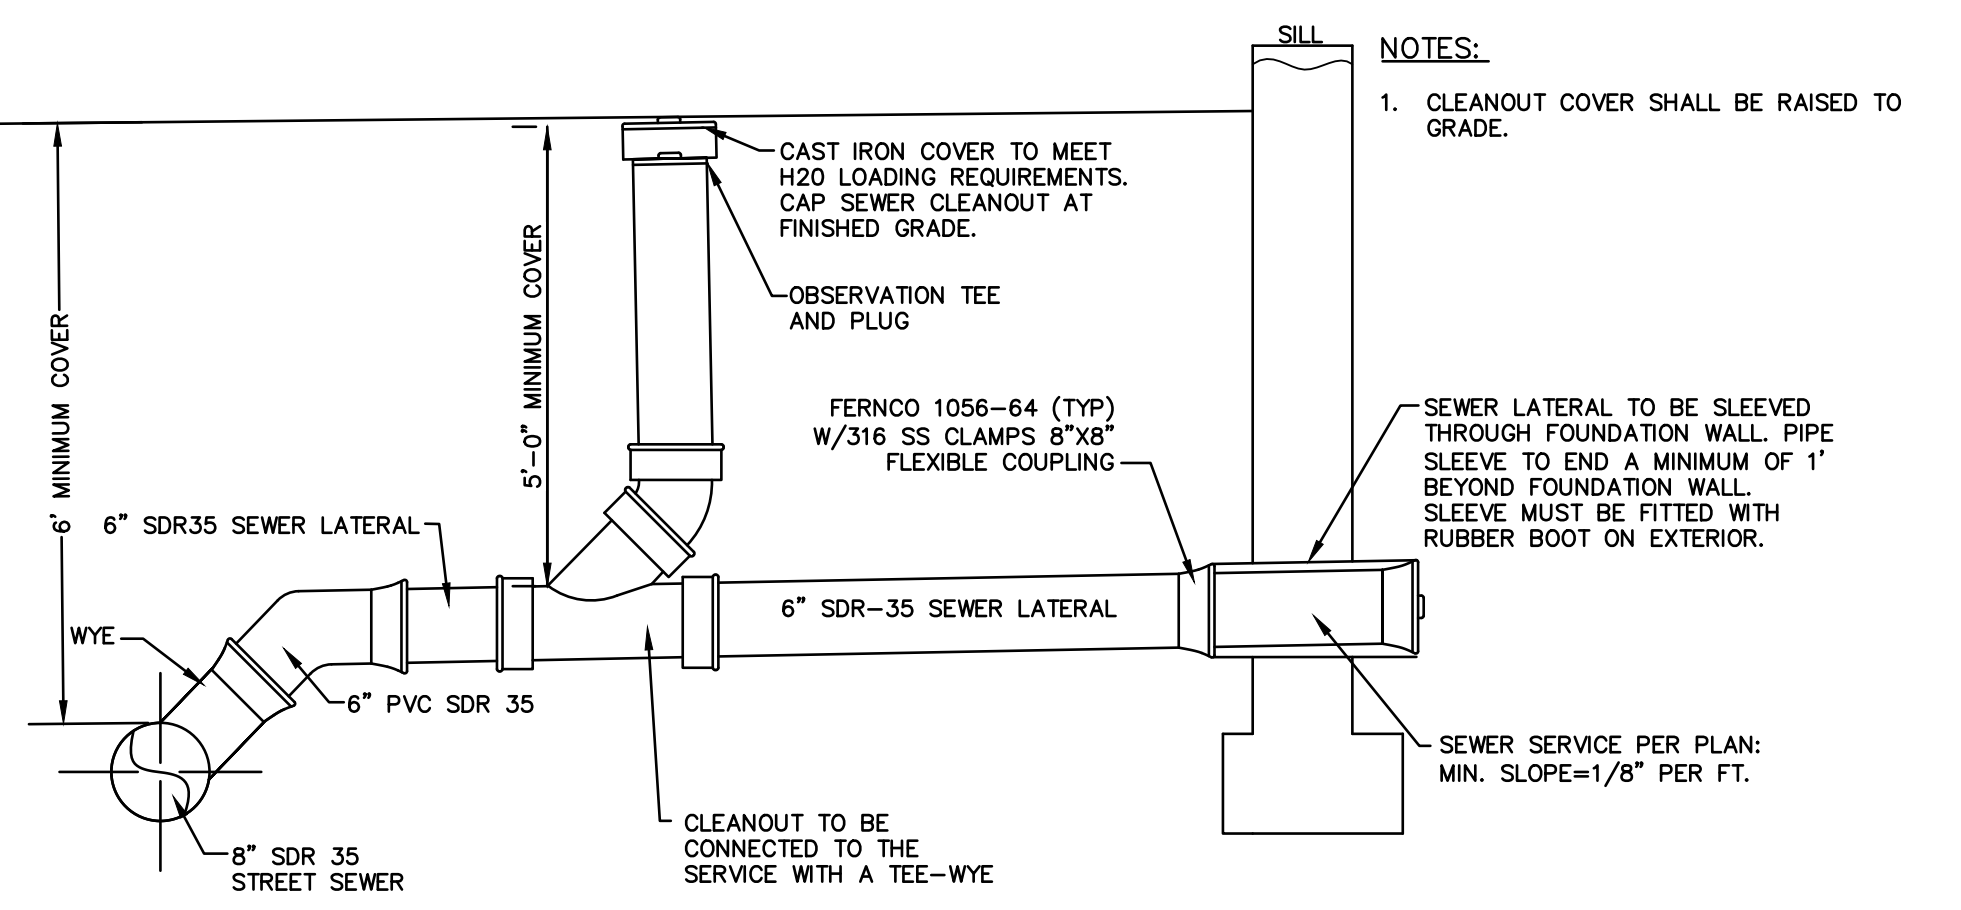 SILL
NOTES:
1. CLEANOUT COVER SHALL BE RAISED TO
GRADE.
CAST IRON COVER TO MEET
H20 LOADING REQUIREMENTS.
CAP SEWER CLEANOUT AT
FINISHED GRADE.
OBSERVATION TEE
AND PLUG
6' MINIMUM COVER
5'-0" MINIMUM COVER
FERNCO 1056-64 (TYP)
W/316 SS CLAMPS 8"X8"
FLEXIBLE COUPLING
SEWER LATERAL TO BE SLEEVED
THROUGH FOUNDATION WALL. PIPE
SLEEVE TO END A MINIMUM OF 1'
BEYOND FOUNDATION WALL.
SLEEVE MUST BE FITTED WITH
RUBBER BOOT ON EXTERIOR.
6" SDR35 SEWER LATERAL
6" SDR-35 SEWER LATERAL
WYE
6" PVC SDR 35
SEWER SERVICE PER PLAN:
MIN. SLOPE=1/8" PER FT.
CLEANOUT TO BE
CONNECTED TO THE
SERVICE WITH A TEE-WYE
8" SDR 35
STREET SEWER